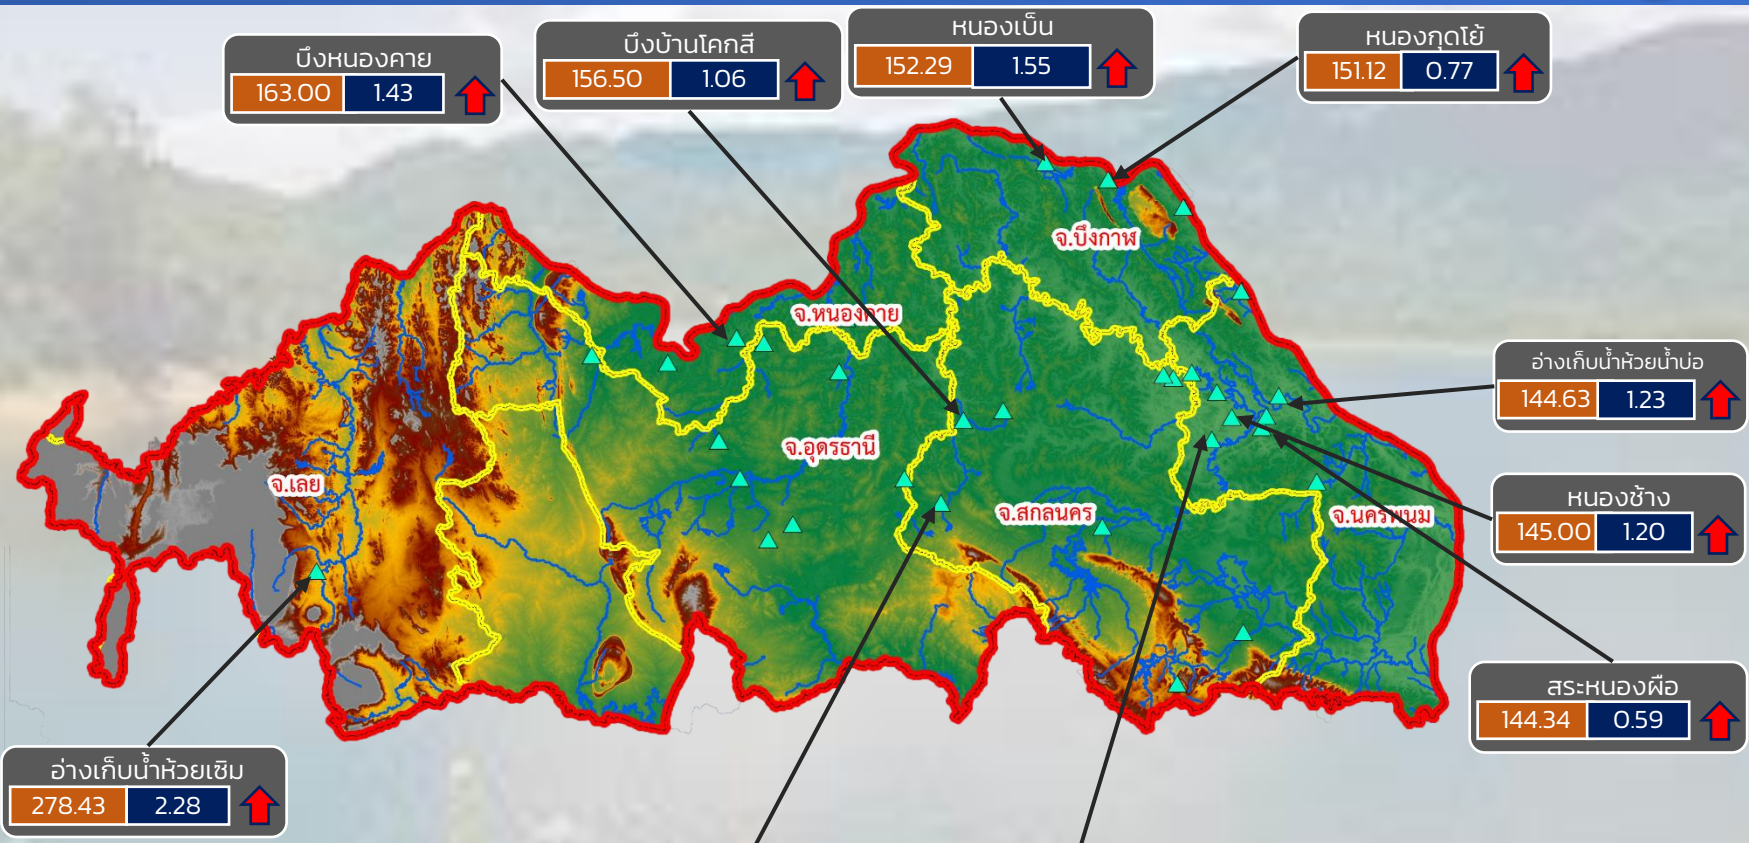 บึงหนองคาย
163.00 1.43
บึงบ้านโคกสี
156.50 1.06
หนองเบ็น
152.29 1.55
หนองกุดโย้
151.12 0.77
จ.บึงกาฬ
จ.หนองคาย
จ.อุดรธานี
จ.เลย
จ.สกลนคร
จ.นครพนม
อ่างเก็บน้ำห้วยน้ำบ่อ
144.63 1.23
หนองช้าง
145.00 1.20
สระหนองผือ
144.34 0.59
อ่างเก็บน้ำห้วยเซิม
278.43 2.28